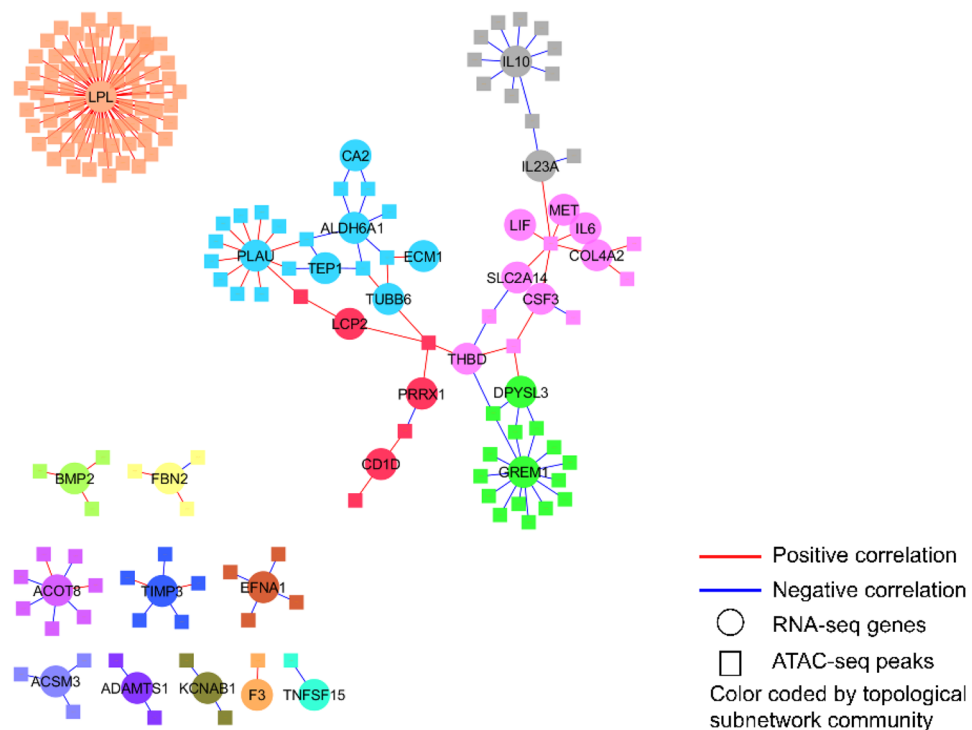 LPL
IL10
IL23A
CA2
MET
LIF
IL6
ALDH6A1
COL4A2
PLAU
TEP1
ECM1
SLC2A14
TUBB6
CSF3
LCP2
THBD
PRRX1
DPYSL3
CD1D
GREM1
BMP2
FBN2
ACOT8
TIMP3
EFNA1
ACSM3
ADAMTS1
KCNAB1
F3
TNFSF15
Positive correlation
Negative correlation
RNA-seq genes
ATAC-seq peaks
Color coded by topological
subnetwork community